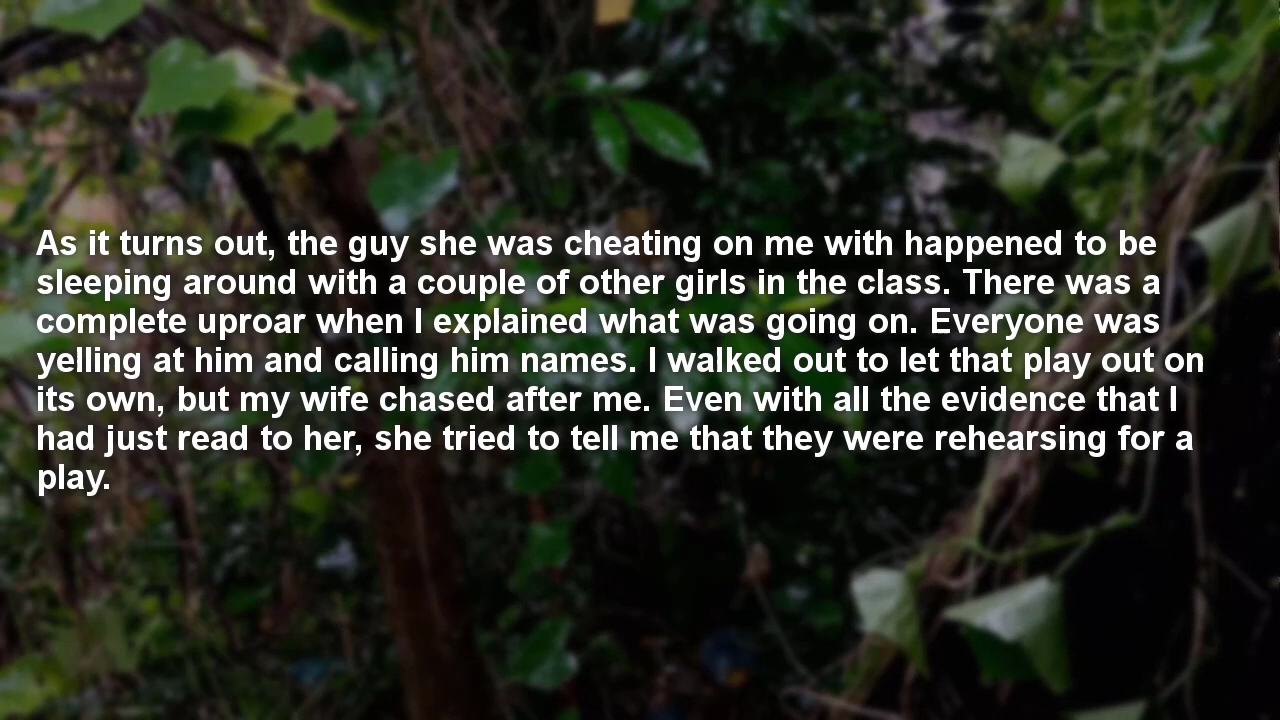 As it turns out, the guy she was cheating on me with happened to be
sleeping around with a couple of other girls in the class. There was a
complete uproar when I explained what was going on. Everyone was
yelling at him and calling him names. I walked out to let that play out on
its own, but my wife chased after me. Even with all the evidence that I
had just read to her, she tried to tell me that they were rehearsing for a
play.